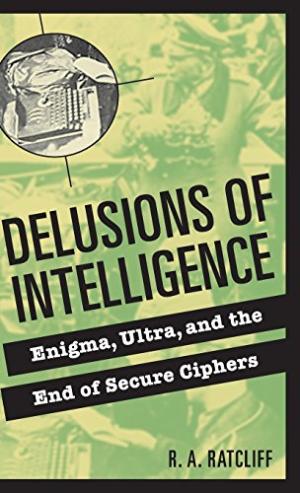 DELUSIONS OF
INTELLIGENCE
Enigma, Ultra, and the
End of Secure Ciphers
R. A. RATCLIFF